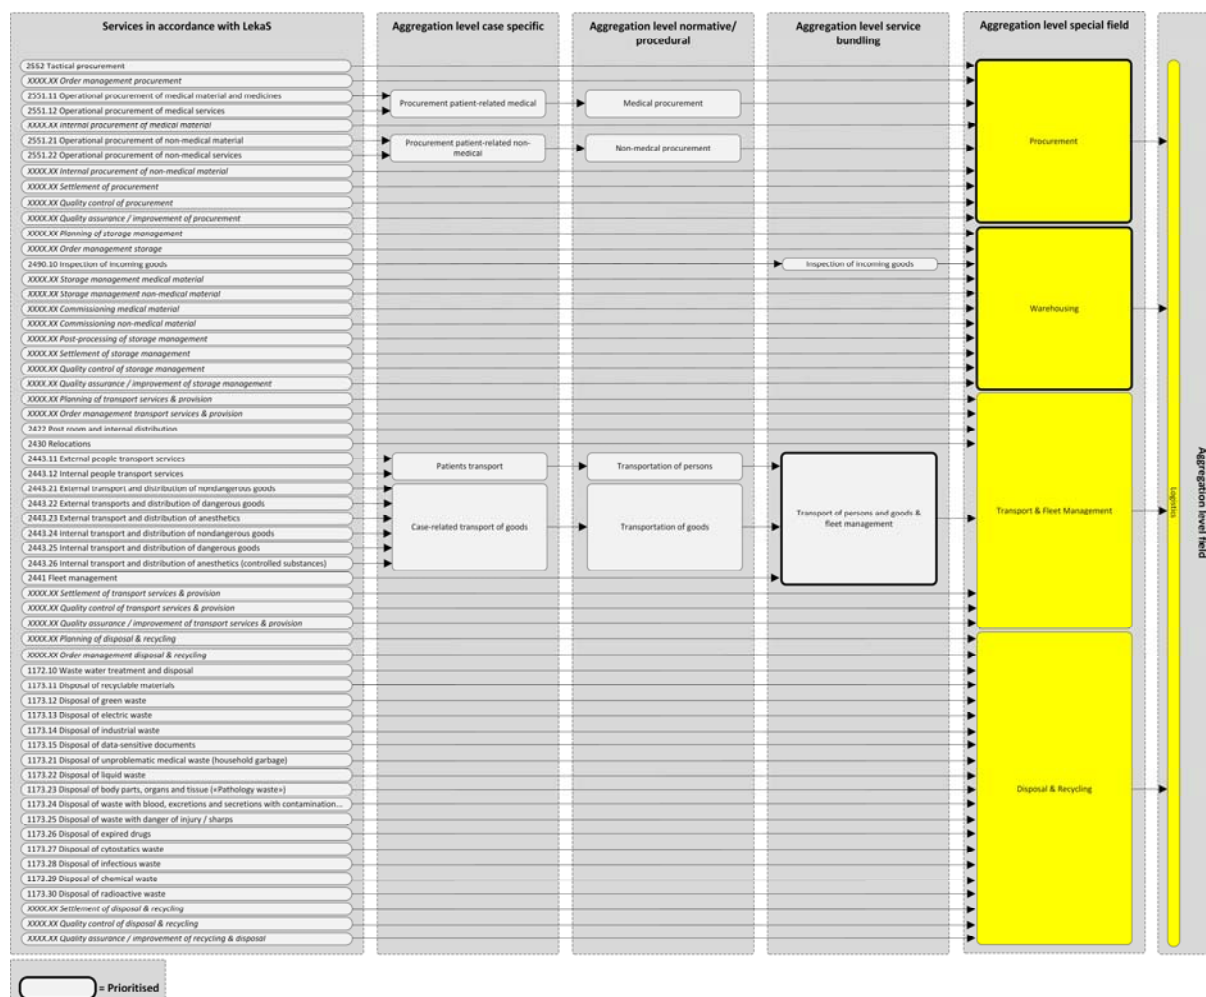 Services in accordance with LekaS
Aggregation level case specific
Aggregation level normative/
procedural
Aggregation level service
bundling
Aggregation level special field
Aggregation level field
2552 Tactical procurement
XXXX.XX Order management procurement
2551.11 Operational procurement of medical material and medicines
2551.12 Operational procurement of medical services
XXXX.XX Internal procurement of medical material
2551.21 Operational procurement of non-medical material
2551.22 Operational procurement of non-medical services
XXXX.XX Internal procurement of non-medical material
XXXX.XX Settlement of procurement
XXXX.XX Quality control of procurement
XXXX.XX Quality assurance / improvement of procurement
XXXX.XX Planning of storage management
XXXX.XX Order management storage
2490.10 Inspection of incoming goods
XXXX.XX Storage management medical material
XXXX.XX Storage management non-medical material
XXXX.XX Commissioning medical material
XXXX.XX Commissioning non-medical material
XXXX.XX Post-processing of storage management
XXXX.XX Settlement of storage management
XXXX.XX Quality control of storage management
XXXX.XX Quality assurance / improvement of storage management
XXXX.XX Planning of transport services & provision
XXXX.XX Order management transport services & provision
2422 Post room and internal distribution
2430 Relocations
2443.11 External people transport services
2443.12 Internal people transport services
2443.21 External transport and distribution of nondangerous goods
2443.22 External transports and distribution of dangerous goods
2443.23 External transport and distribution of anesthetics
2443.24 Internal transport and distribution of nondangerous goods
2443.25 Internal transport and distribution of dangerous goods
2443.26 Internal transport and distribution of anesthetics (controlled substances)
2441 Fleet management
XXXX.XX Settlement of transport services & provision
XXXX.XX Quality control of transport services & provision
XXXX.XX Quality assurance / improvement of transport services & provision
XXXX.XX Planning of disposal & recycling
XXXX.XX Order management disposal & recycling
1172.10 Waste water treatment and disposal
1173.11 Disposal of recyclable materials
1173.12 Disposal of green waste
1173.13 Disposal of electric waste
1173.14 Disposal of industrial waste
1173.15 Disposal of data-sensitive documents
1173.21 Disposal of unproblematic medical waste (household garbage)
1173.22 Disposal of liquid waste
1173.23 Disposal of body parts, organs and tissue («Pathology waste»)
1173.24 Disposal of waste with blood, excretions and secretions with contamination...
1173.25 Disposal of waste with danger of injury / sharps
1173.26 Disposal of expired drugs
1173.27 Disposal of cytostatics waste
1173.28 Disposal of infectious waste
1173.29 Disposal of chemical waste
1173.30 Disposal of radioactive waste
XXXX.XX Settlement of disposal & recycling
XXXX.XX Quality control of disposal & recycling
XXXX.XX Quality assurance / improvement of recycling & disposal
Procurement patient-related medical
Procurement patient-related non-
medical
Patients transport
Case-related transport of goods
Medical procurement
Non-medcal procurement
Transportation of persons
Transportation of goods
Inspection of incoming goods
Transport of persons and goods &
fleet management
Procurement
Warehousing
Transport & Fleet Management
Disposal & Recycling
Logistics
= Prioritised